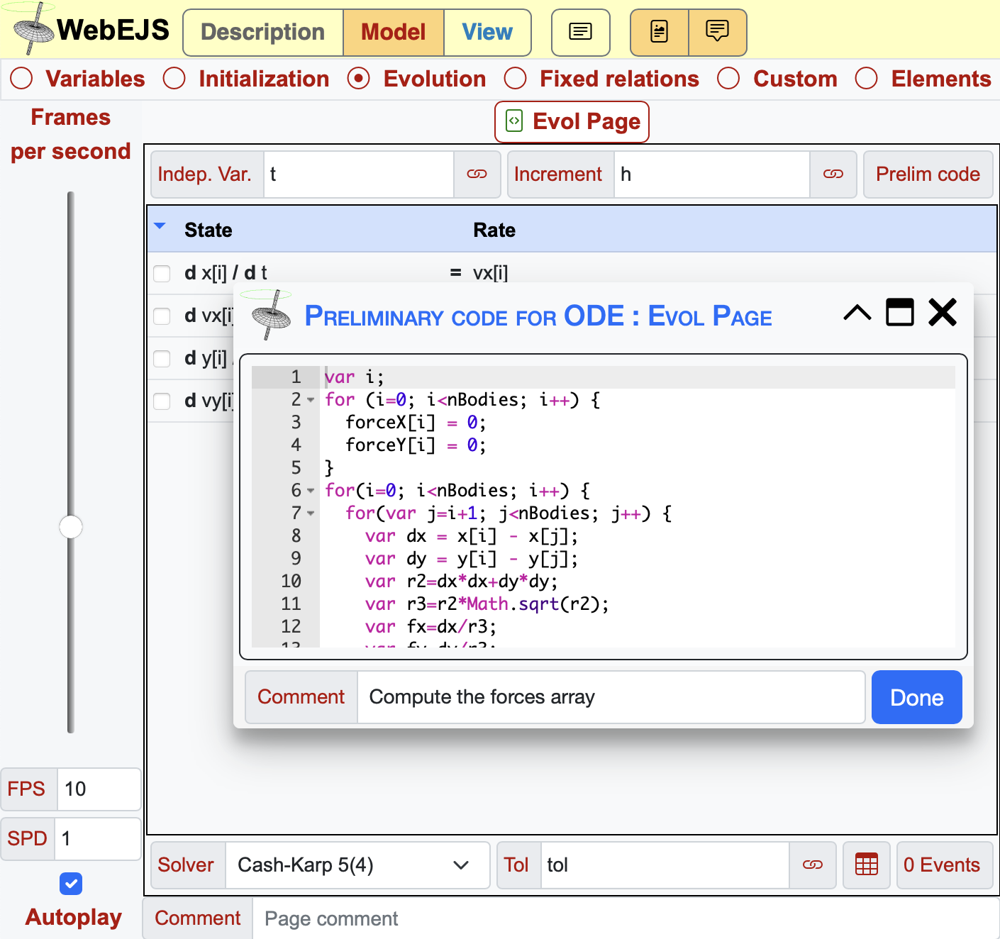 WebEJS Description Model View
Variables Initialization Evolution Fixed relations Custom Elements
Frames
per second
Evol Page
Indep. Var. t Increment h Prelim code
State Rate
d x[i] / d t = vx[i]
d vx[i]
d y[i] /
d vy[i]
PRELIMINARY CODE FOR ODE : EVOL PAGE
1 var i;
2 for (i=0; i<nBodies; i++) {
3 forceX[i] = 0;
4 forceY[i] = 0;
5 }
6 for(i=0; i<nBodies; i++) {
7 for(var j=i+1; j<nBodies; j++) {
8 var dx = x[i] - x[j];
9 var dy = y[i] - y[j];
10 var r2=dx*dx+dy*dy;
11 var r3=r2*Math.sqrt(r2);
12 var fx=dx/r3;
13 var fy=dy/r3;
Comment Compute the forces array Done
FPS 10
SPD 1
Autoplay
Solver Cash-Karp 5(4) Tol tol 0 Events
Comment Page comment